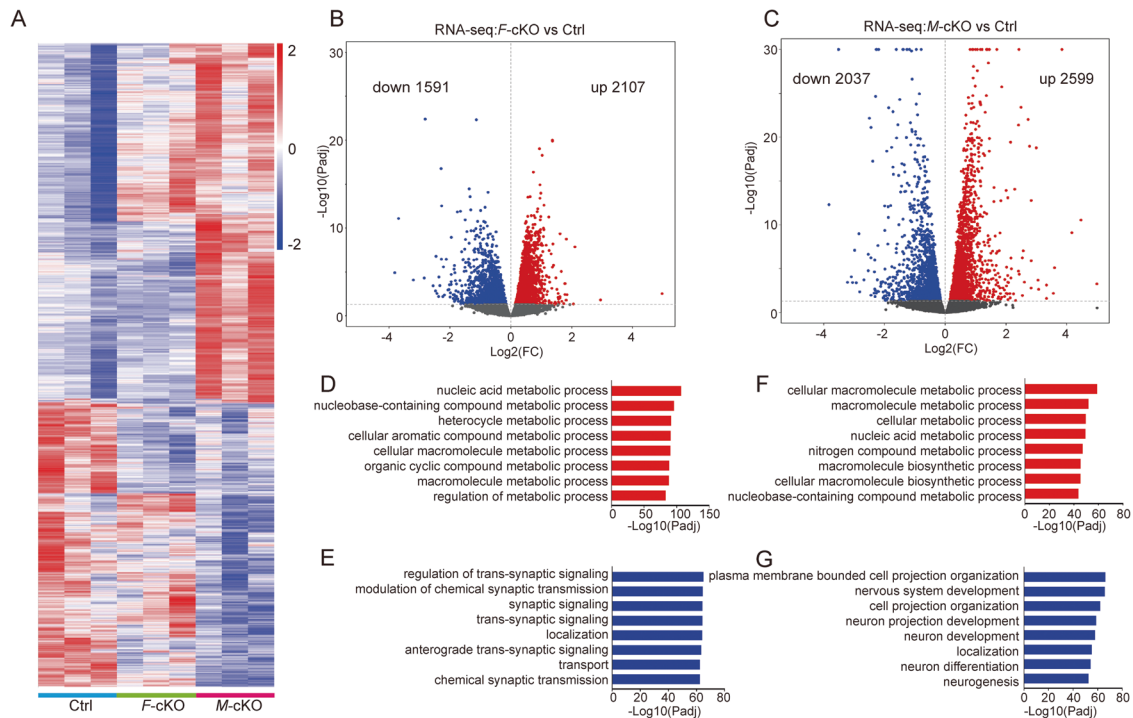 A
2
0
-2
Ctrl
F-cKO
M-cKO
B
RNA-seq:F-cKO vs Ctrl
down 1591
up 2107
-Log10(Padj)
30
20
10
0
-4
-2
0
2
4
Log2(FC)
C
RNA-seq:M-cKO vs Ctrl
down 2037
up 2599
-Log10(Padj)
30
20
10
0
-4
-2
0
2
4
Log2(FC)
D
nucleic acid metabolic process
nucleobase-containing compound metabolic process
heterocycle metabolic process
cellular aromatic compound metabolic process
cellular macromolecule metabolic process
organic cyclic compound metabolic process
macromolecule metabolic process
regulation of metabolic process
0 50 100 150
-Log10(Padj)
F
cellular macromolecule metabolic process
macromolecule metabolic process
cellular metabolic process
nucleic acid metabolic process
nitrogen compound metabolic process
macromolecule biosynthetic process
cellular macromolecule biosynthetic process
nucleobase-containing compound metabolic process
0 20 40 60 80
-Log10(Padj)
E
regulation of trans-synaptic signaling
modulation of chemical synaptic transmission
synaptic signaling
trans-synaptic signaling
localization
anterograde trans-synaptic signaling
transport
chemical synaptic transmission
0 20 40 60 80
-Log10(Padj)
G
plasma membrane bounded cell projection organization
nervous system development
cell projection organization
neuron projection development
neuron development
localization
neuron differentiation
neurogenesis
0 20 40 60 80
-Log10(Padj)